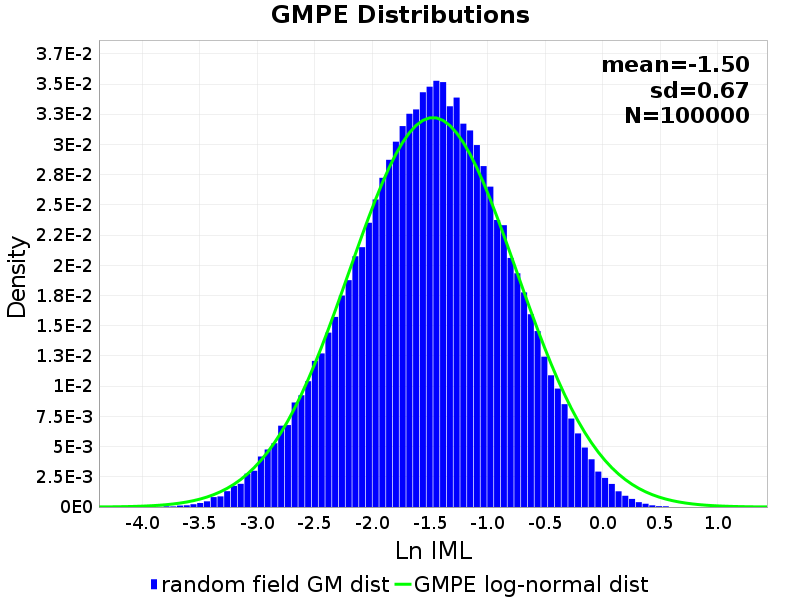 GMPE Distributions
mean=-1.50
sd=0.67
N=100000
3.7E-2
3.5E-2
3.3E-2
3E-2
2.8E-2
2.5E-2
2.3E-2
2E-2
1.8E-2
1.5E-2
1.3E-2
1E-2
7.5E-3
5E-3
2.5E-3
0E0
Density
-4.0 -3.5 -3.0 -2.5 -2.0 -1.5 -1.0 -0.5 0.0 0.5 1.0
Ln IML
random field GM dist GMPE log-normal dist